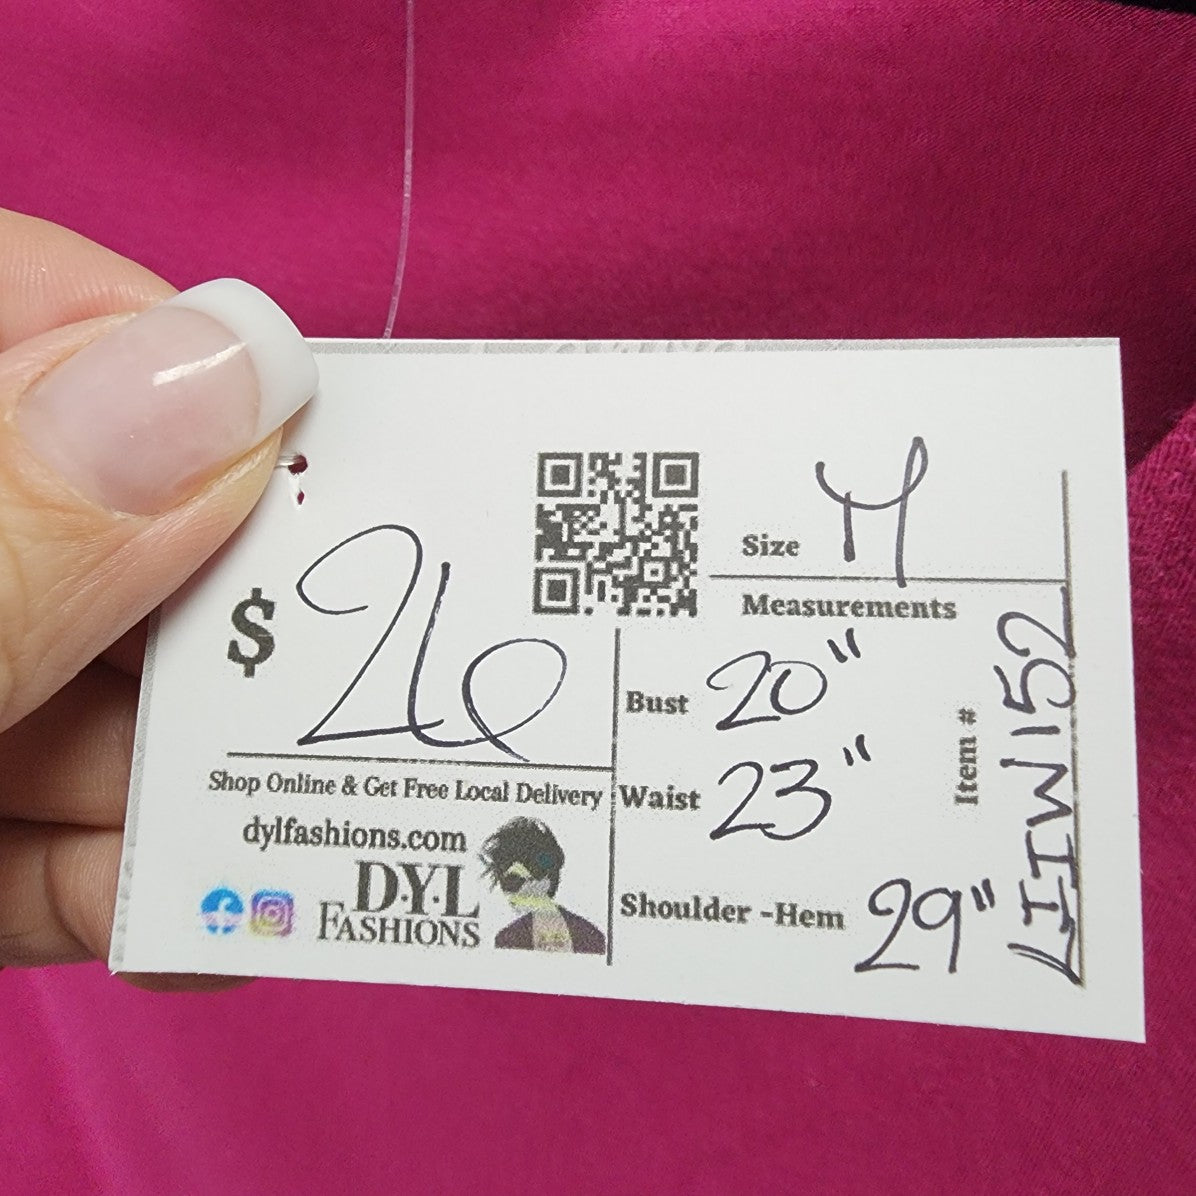 Size M
$ 26
Measurements
Bust 20"
Waist 23"
Shoulder -Hem 29"
Item # LIIW152
Shop Online & Get Free Local Delivery
dylfashions.com
D.Y.L
FASHIONS